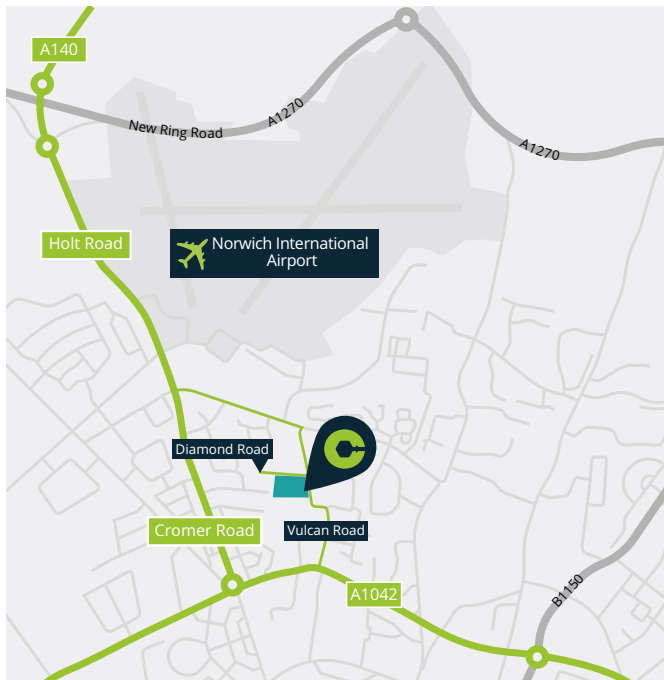 A140
A1270
New Ring Road
A1270
Holt Road
Norwich International
Airport
Diamond Road
Cromer Road
Vulcan Road
A1042
B1150